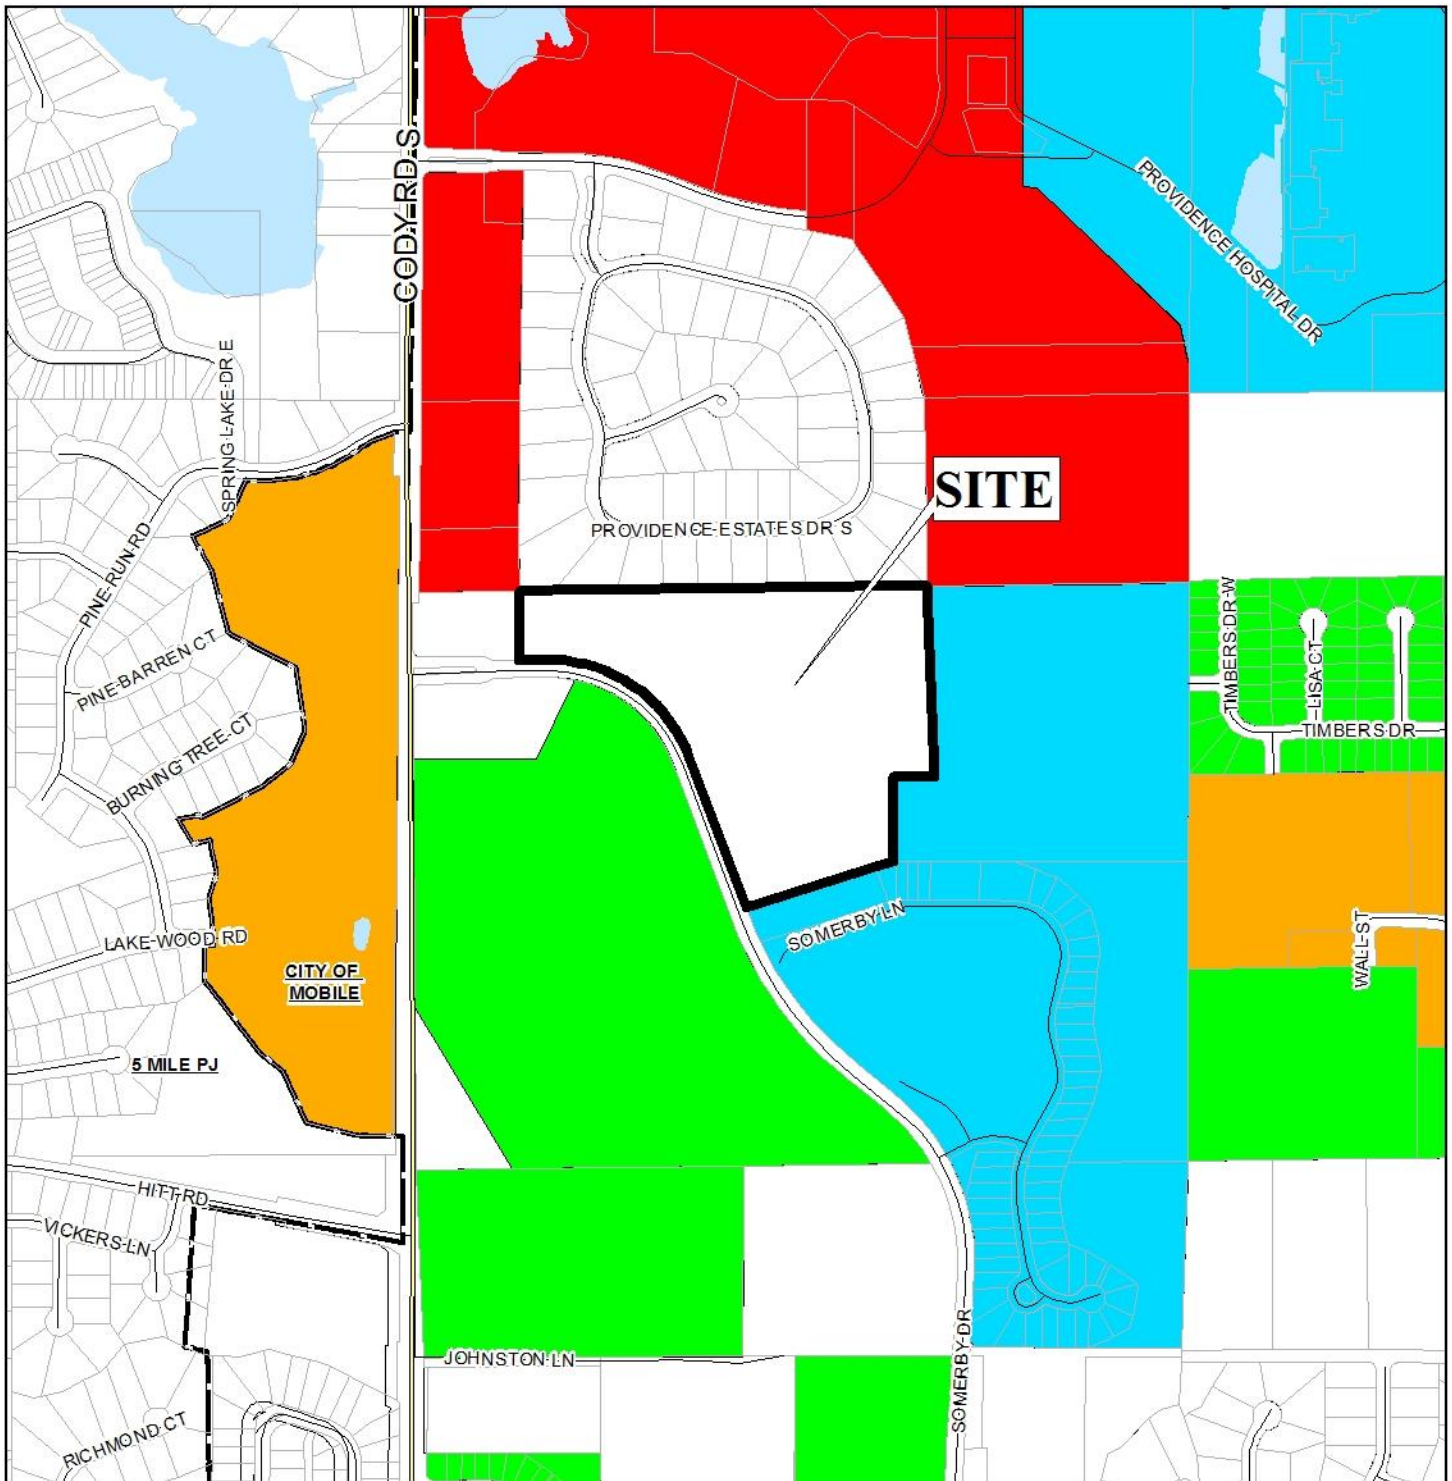 CODY RD S
PROVIDENCE HOSPITAL DR
SPRING LAKE DR E
SITE
PROVIDENCE ESTATES DR S
PINE RUN RD
TIMBERS DR W
LISA CT
PINE BARREN CT
TIMBERS DR
BURNING TREE CT
SOMERBY LN
LAKE WOOD RD
WALL ST
CITY OF
MOBILE
5 MILE PJ
HITT RD
VICKERS LN
JOHNSTON LN
SOMERBY DR
RICHMOND CT